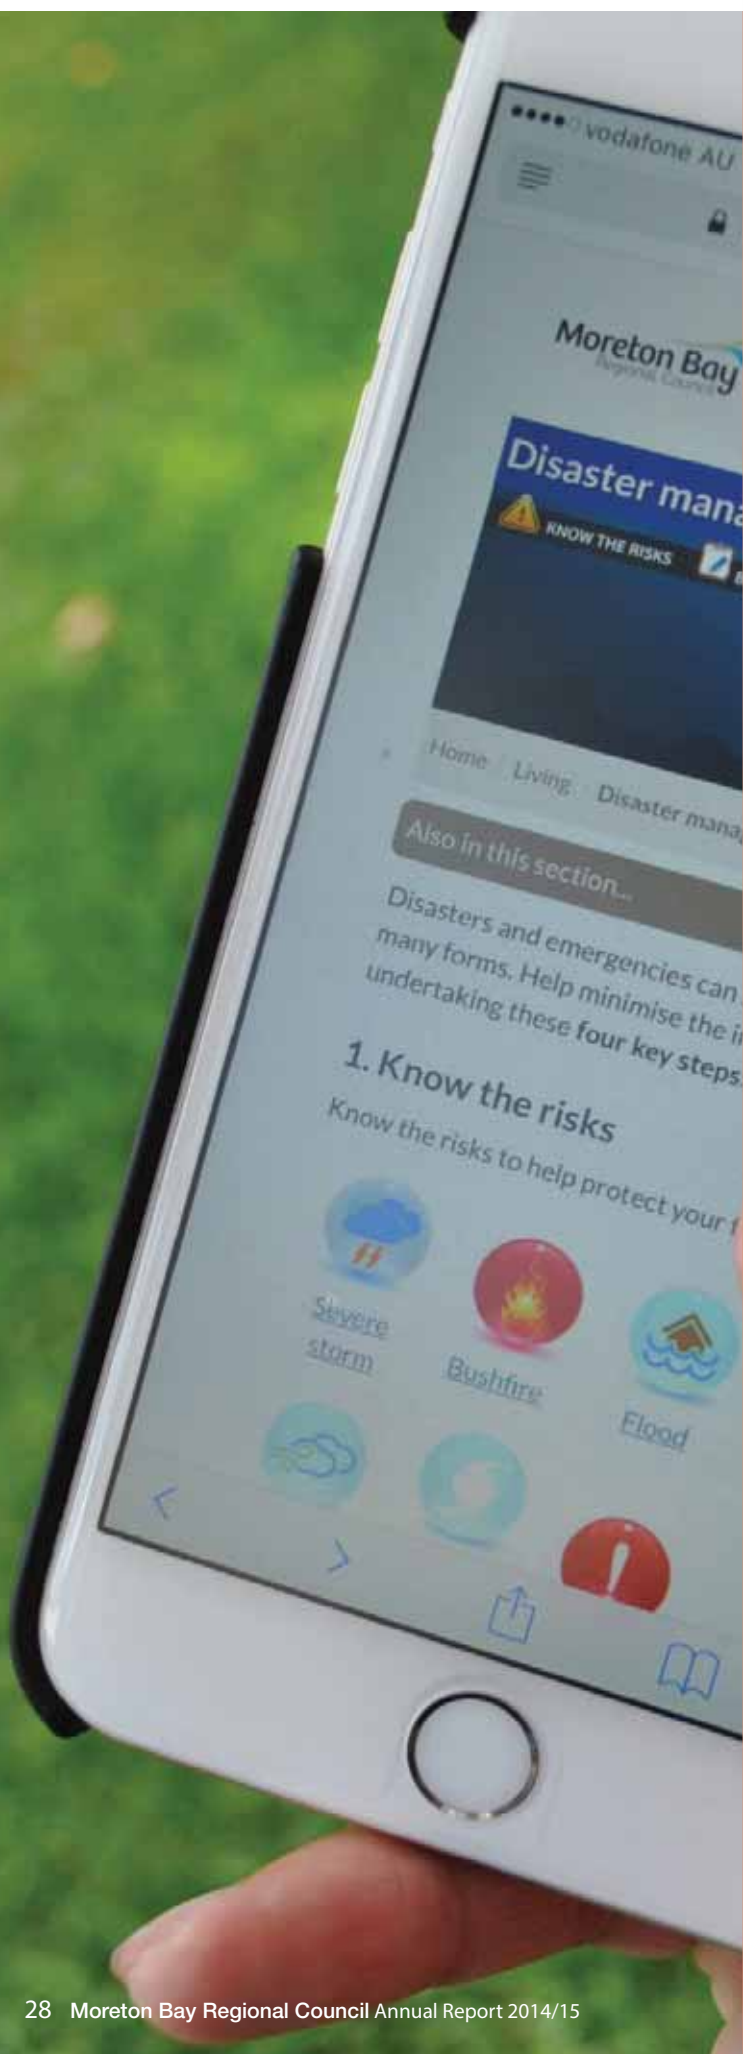 vodafone AU
Moreton Bay
Regional Council
Disaster mana
KNOW THE RISKS
Home Living Disaster mana
Also in this section...
Disasters and emergencies can
many forms. Help minimise the i
undertaking these four key steps
1. Know the risks
Know the risks to help protect your f
Severe
storm
Bushfire
Flood
28 Moreton Bay Regional Council Annual Report 2014/15